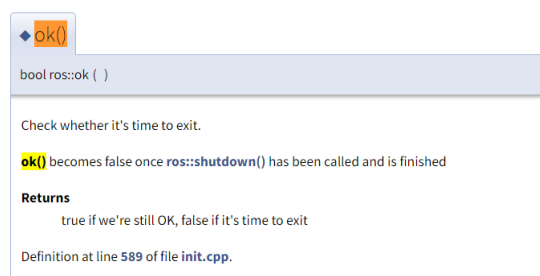 ◆ ok()
bool ros::ok ( )
Check whether it's time to exit.
ok() becomes false once ros::shutdown() has been called and is finished
Returns
true if we're still OK, false if it's time to exit
Definition at line 589 of file init.cpp.